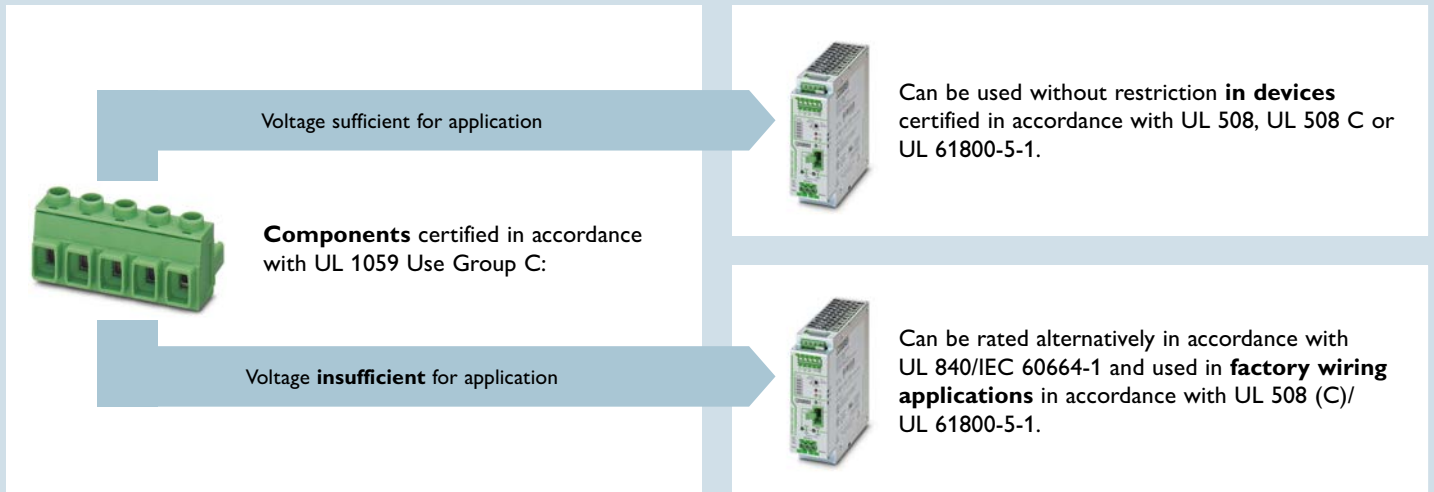 Voltage sufficient for application
Components certified in accordance
with UL 1059 Use Group C:
Voltage insufficient for application
Can be used without restriction in devices
certified in accordance with UL 508, UL 508 C or
UL 61800-5-1.
Can be rated alternatively in accordance with
UL 840/IEC 60664-1 and used in factory wiring
applications in accordance with UL 508 (C)/
UL 61800-5-1.